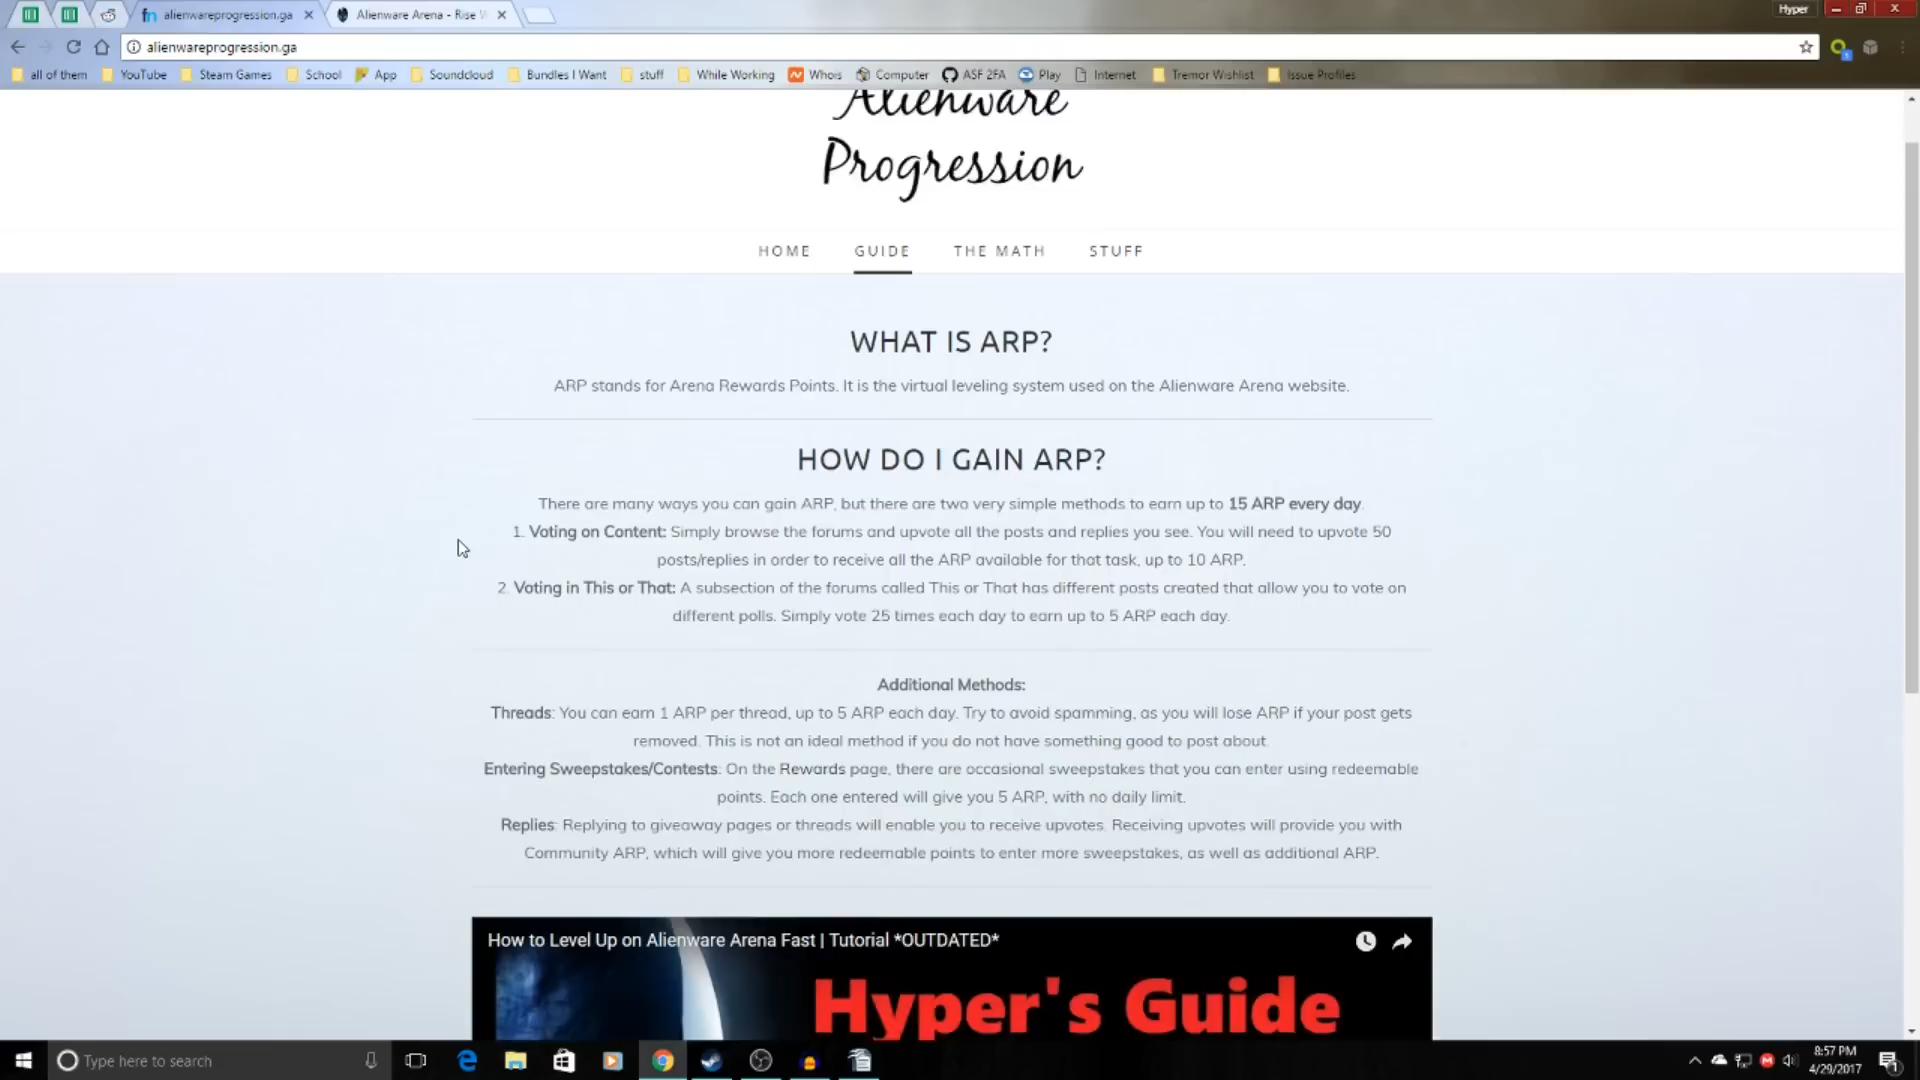 alienwareprogression.ga
Alienware Arena - Rise W
Hyper
alienwareprogression.ga
all of them
YouTube
Steam Games
School
App
Soundcloud
Bundles I Want
stuff
While Working
Whois
Computer
ASF 2FA
Play
Internet
Tremor Wishlist
Issue Profiles
Alienware
Progression
HOME
GUIDE
THE MATH
STUFF
WHAT IS ARP?
ARP stands for Arena Rewards Points. It is the virtual leveling system used on the Alienware Arena website.
HOW DO I GAIN ARP?
There are many ways you can gain ARP, but there are two very simple methods to earn up to 15 ARP every day.
1. Voting on Content: Simply browse the forums and upvote all the posts and replies you see. You will need to upvote 50
posts/replies in order to receive all the ARP available for that task, up to 10 ARP.
2. Voting in This or That: A subsection of the forums called This or That has different posts created that allow you to vote on
different polls. Simply vote 25 times each day to earn up to 5 ARP each day.
Additional Methods:
Threads: You can earn 1 ARP per thread, up to 5 ARP each day. Try to avoid spamming, as you will lose ARP if your post gets
removed. This is not an ideal method if you do not have something good to post about.
Entering Sweepstakes/Contests: On the Rewards page, there are occasional sweepstakes that you can enter using redeemable
points. Each one entered will give you 5 ARP, with no daily limit.
Replies: Replying to giveaway pages or threads will enable you to receive upvotes. Receiving upvotes will provide you with
Community ARP, which will give you more redeemable points to enter more sweepstakes, as well as additional ARP.
How to Level Up on Alienware Arena Fast | Tutorial *OUTDATED*
Hyper's Guide
Type here to search
8:57 PM
4/29/2017